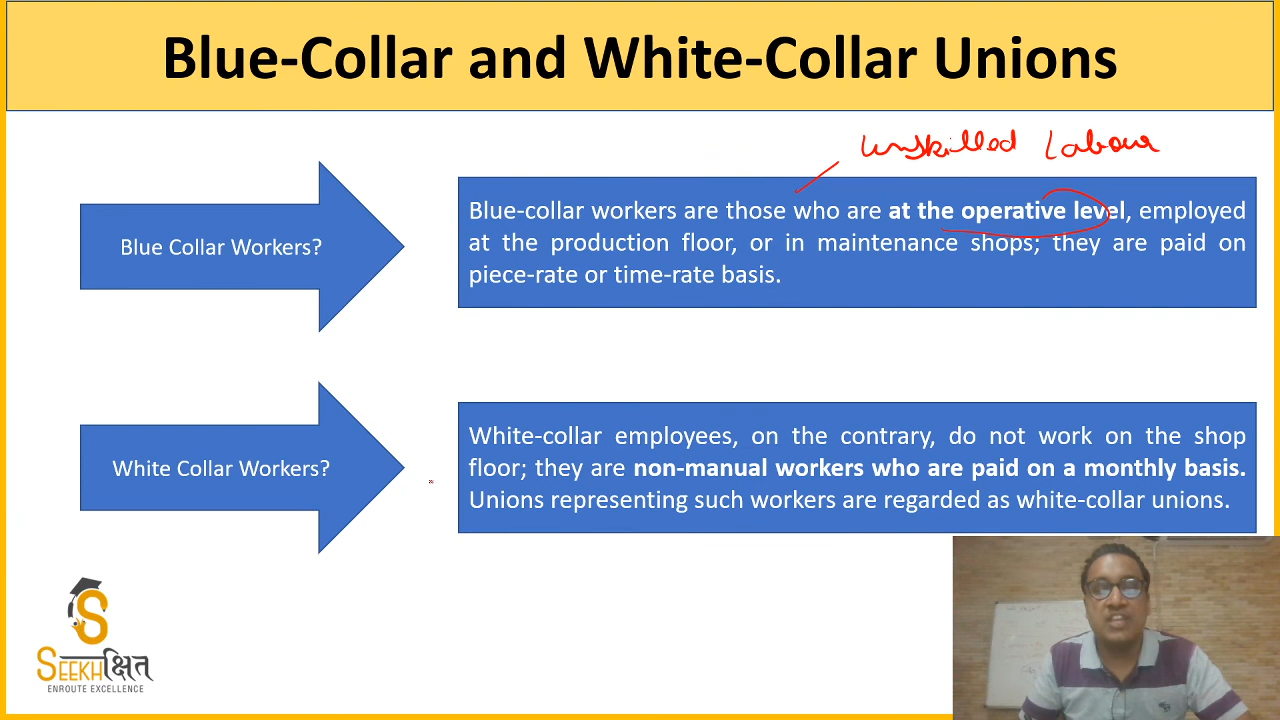 Blue-Collar and White-Collar Unions
unskilled Labour
Blue Collar Workers?
Blue-collar workers are those who are at the operative level, employed
at the production floor, or in maintenance shops; they are paid on
piece-rate or time-rate basis.
White Collar Workers?
White-collar employees, on the contrary, do not work on the shop
floor; they are non-manual workers who are paid on a monthly basis.
Unions representing such workers are regarded as white-collar unions.
SEEKHक्षित
ENROUTE EXCELLENCE